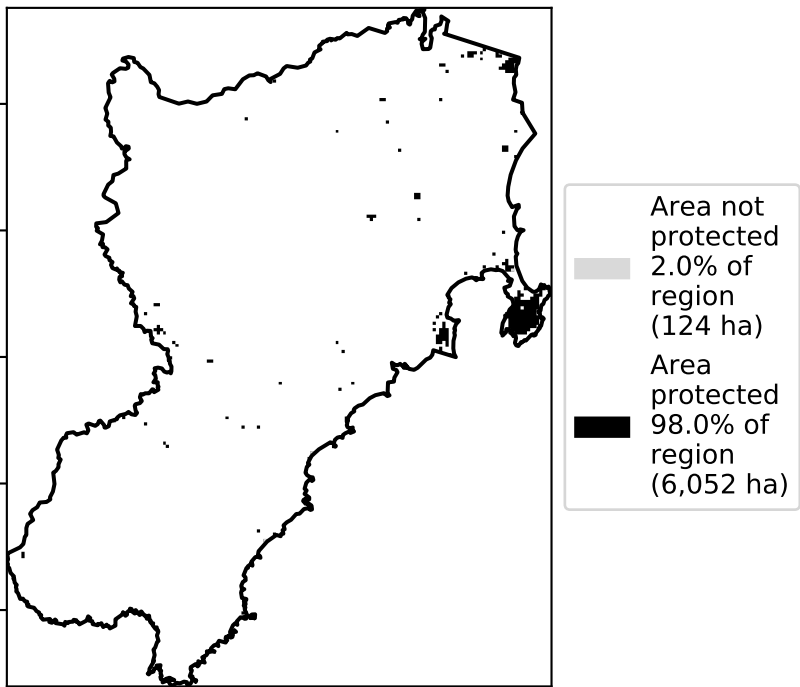 Area not
protected
2.0% of
region
(124 ha)
Area
protected
98.0% of
region
(6,052 ha)